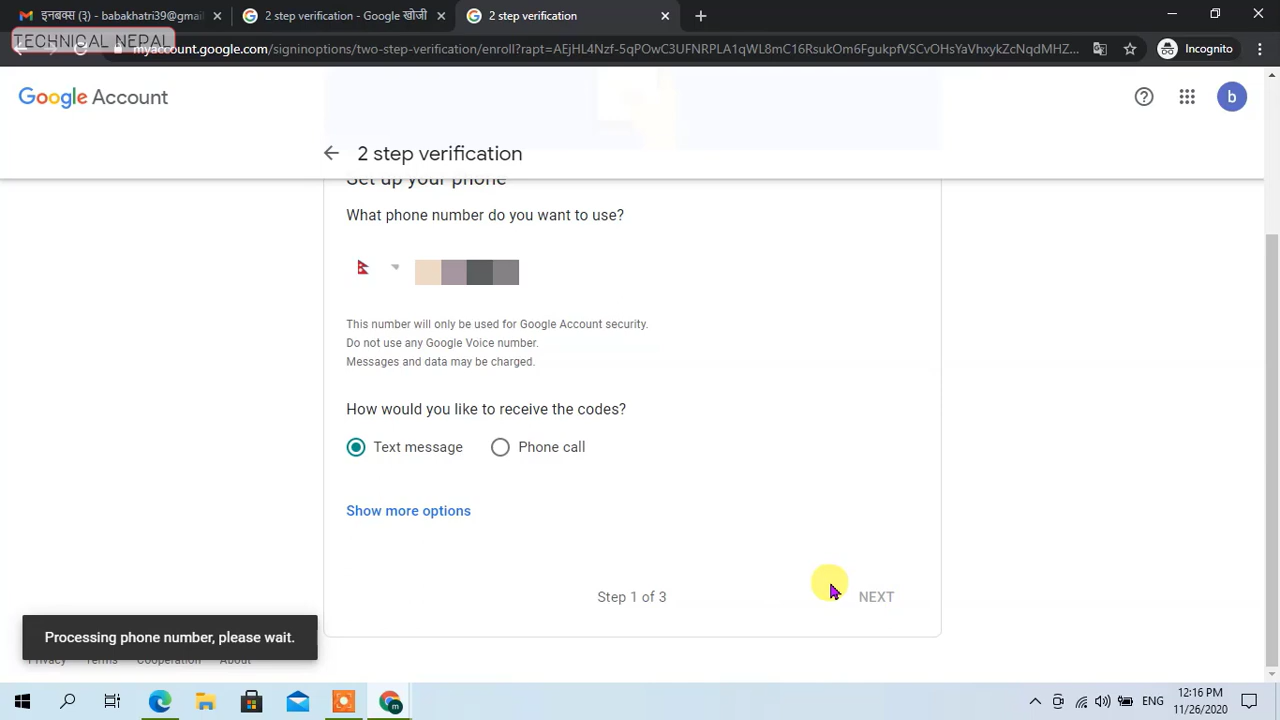 इनबक्स (३) - babakhatri39@gmail
2 step verification - Google खोजी
2 step verification
TECHNICAL NEPAL
myaccount.google.com/signinoptions/two-step-verification/enroll?rapt=AEjHL4Nzf-5qPOwC3UFNRPLA1qWL8mC16RsukOm6FgukpfVSCvOHsYaVhxykZcNqdMHZ...
Incognito
Google Account
b
2 step verification
Set up your phone
What phone number do you want to use?
This number will only be used for Google Account security.
Do not use any Google Voice number.
Messages and data may be charged.
How would you like to receive the codes?
Text message
Phone call
Show more options
Step 1 of 3
NEXT
Processing phone number, please wait.
Privacy Terms Cooperation About
ENG
12:16 PM
11/26/2020